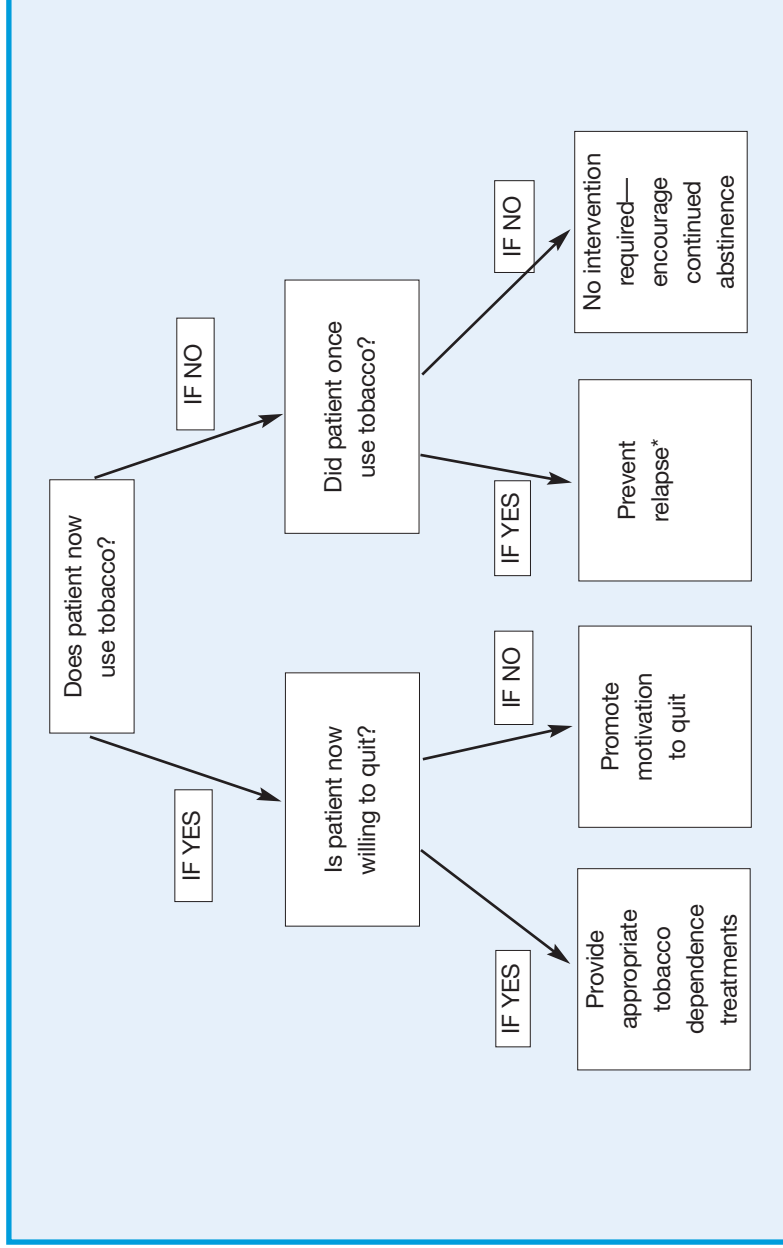 Does patient now
use tobacco?
IF YES
IF NO
Is patient now
willing to quit?
Did patient once
use tobacco?
IF YES
IF NO
IF YES
IF NO
Provide
appropriate
tobacco
dependence
treatments
Promote
motivation
to quit
Prevent
relapse*
No intervention
required—
encourage
continued
abstinence